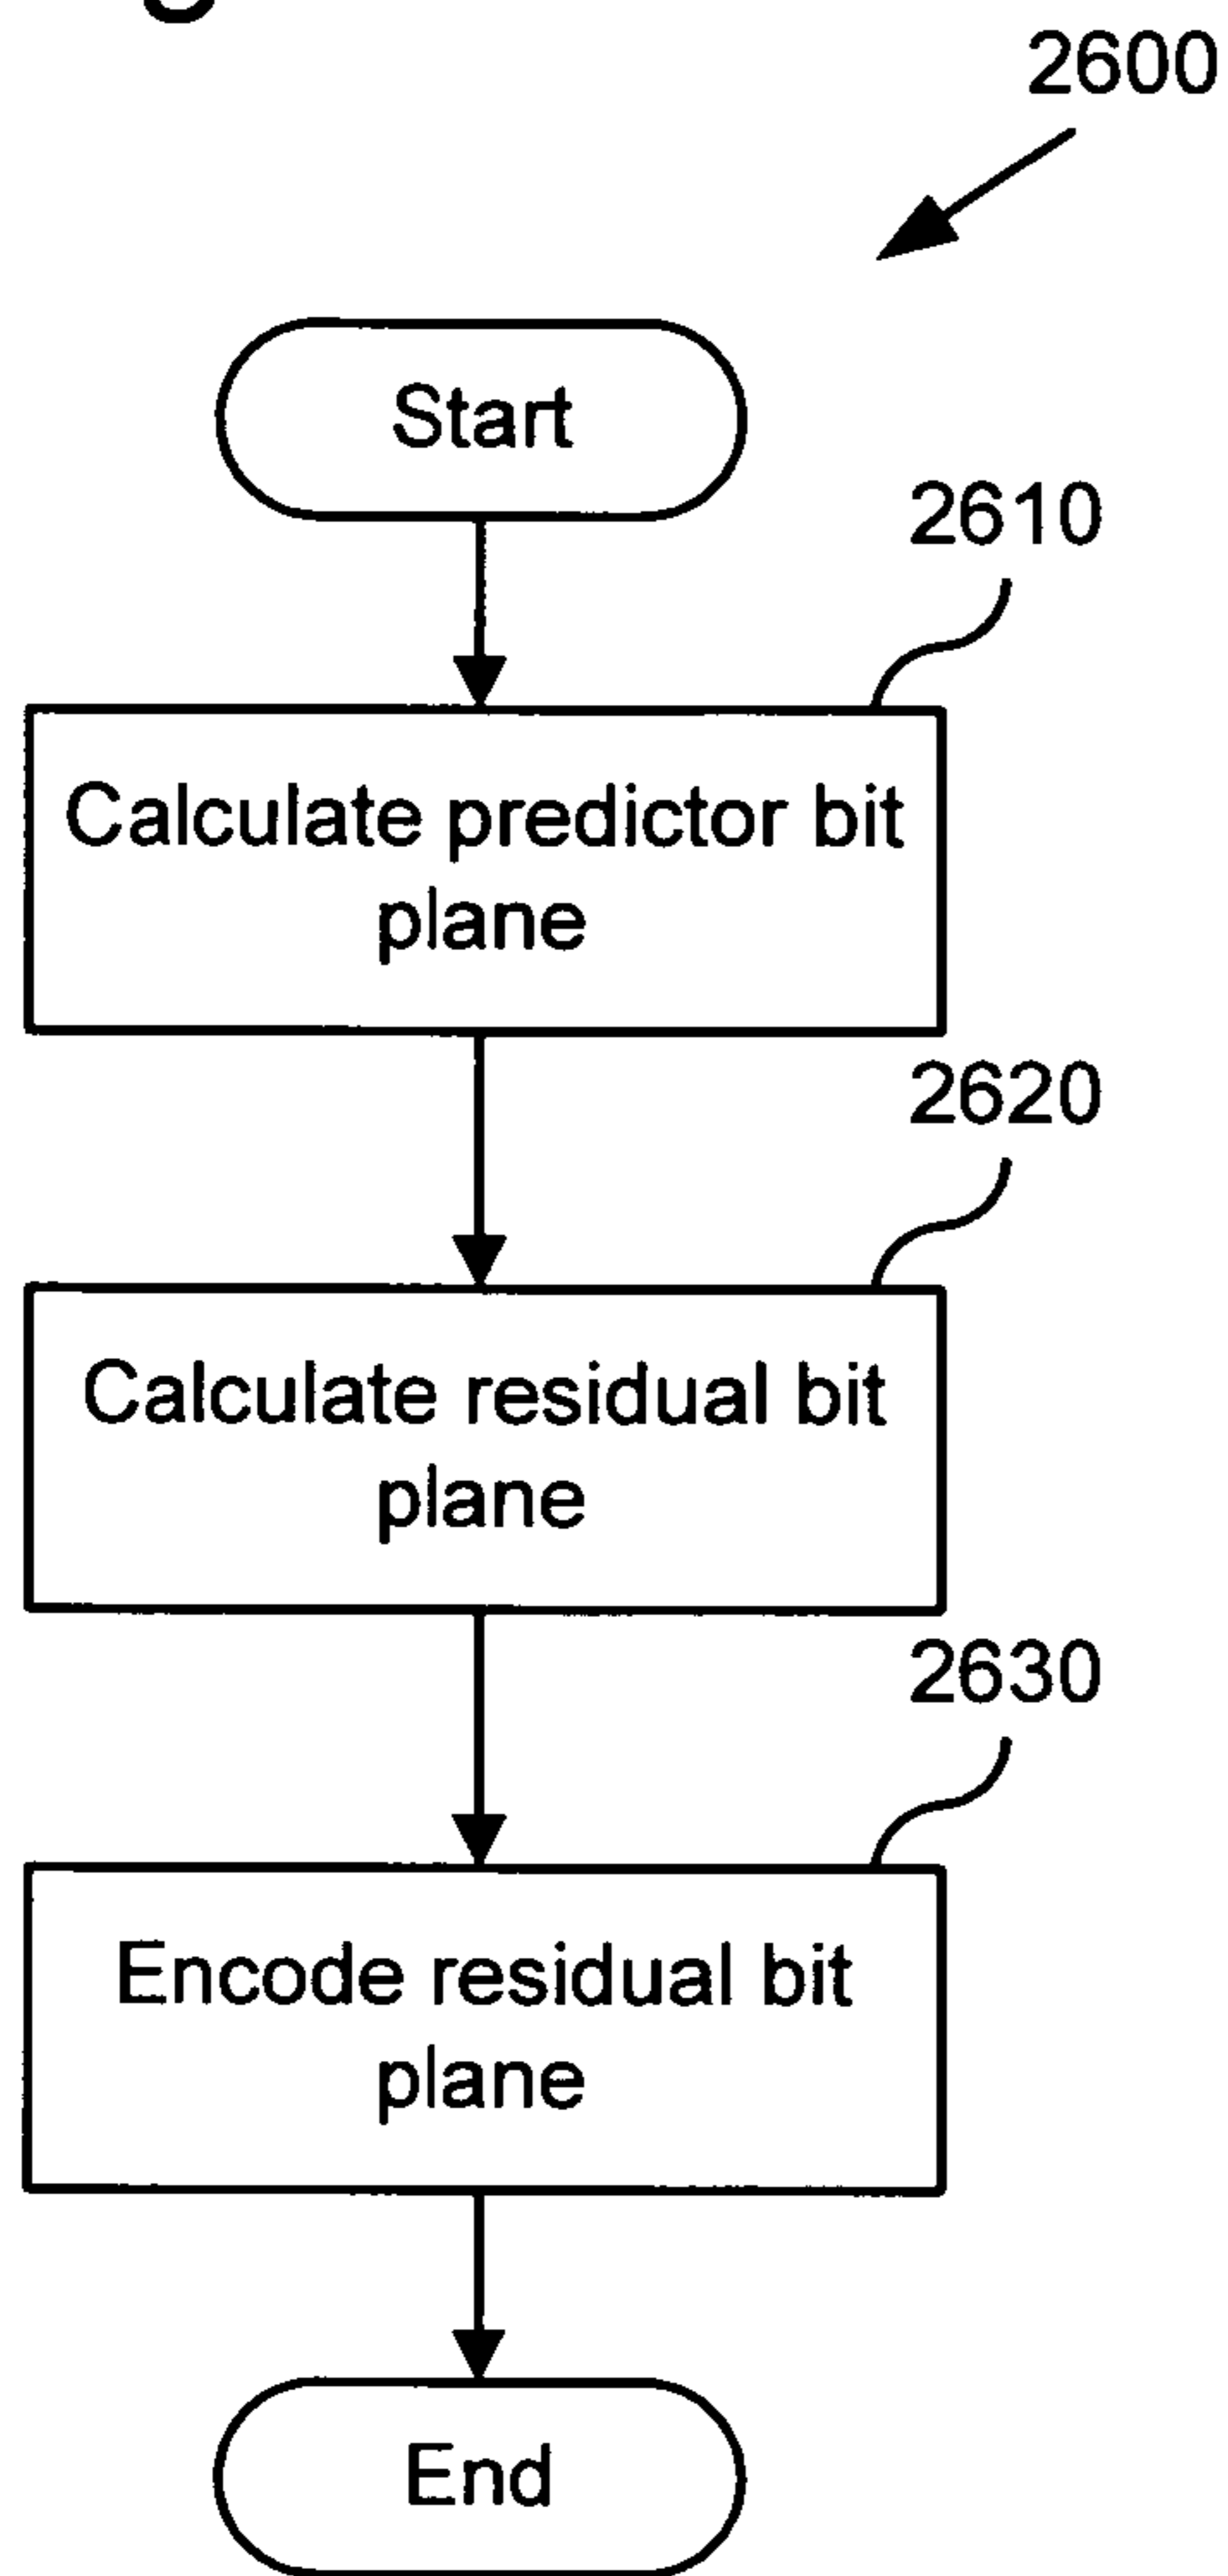 2600
Start
2610
Calculate predictor bit
plane
2620
Calculate residual bit
plane
2630
Encode residual bit
plane
End